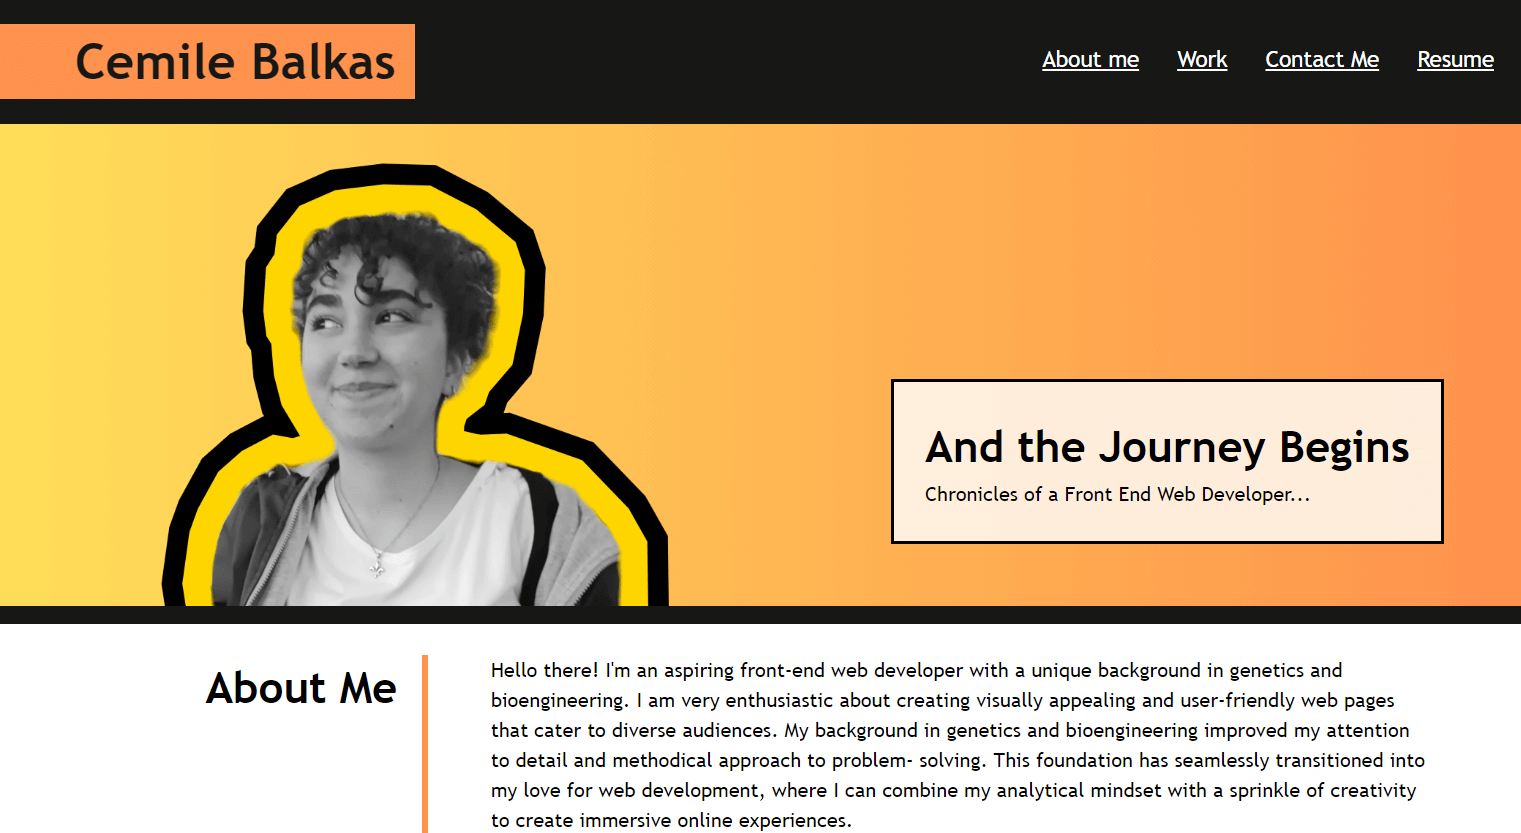 Cemile Balkas
About me Work Contact Me Resume
And the Journey Begins
Chronicles of a Front End Web Developer...
About Me
Hello there! I'm an aspiring front-end web developer with a unique background in genetics and
bioengineering. I am very enthusiastic about creating visually appealing and user-friendly web pages
that cater to diverse audiences. My background in genetics and bioengineering improved my attention
to detail and methodical approach to problem- solving. This foundation has seamlessly transitioned into
my love for web development, where I can combine my analytical mindset with a sprinkle of creativity
to create immersive online experiences.